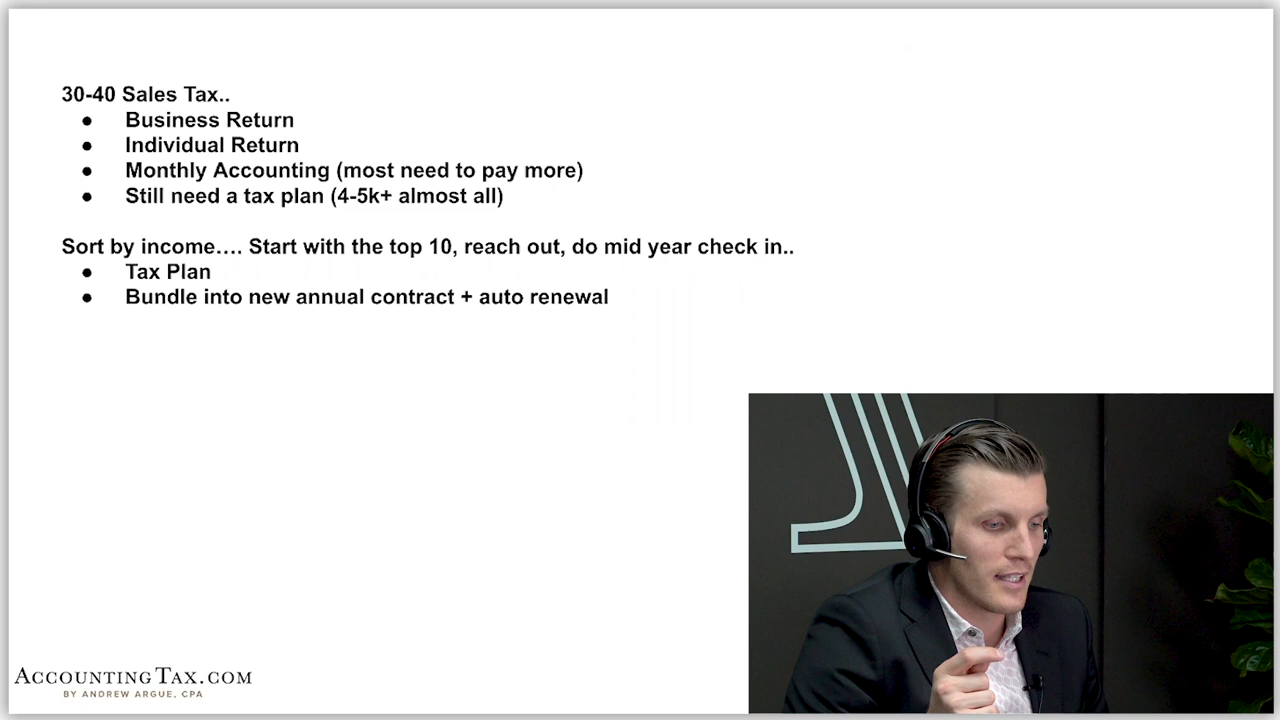 30-40 Sales Tax..
● Business Return
● Individual Return
● Monthly Accounting (most need to pay more)
● Still need a tax plan (4-5k+ almost all)
Sort by income…. Start with the top 10, reach out, do mid year check in..
● Tax Plan
● Bundle into new annual contract + auto renewal
ACCOUNTINGTAX.COM
BY ANDREW ARGUE, CPA